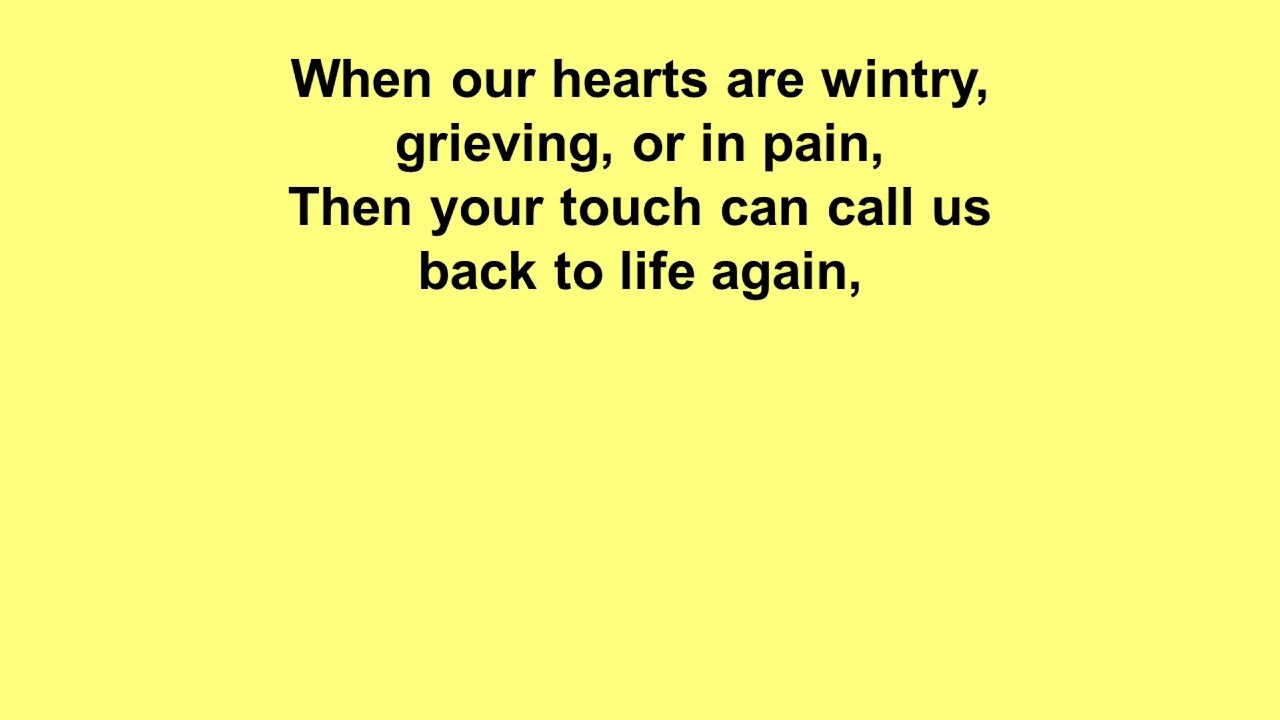 When our hearts are wintry,
grieving, or in pain,
Then your touch can call us
back to life again,